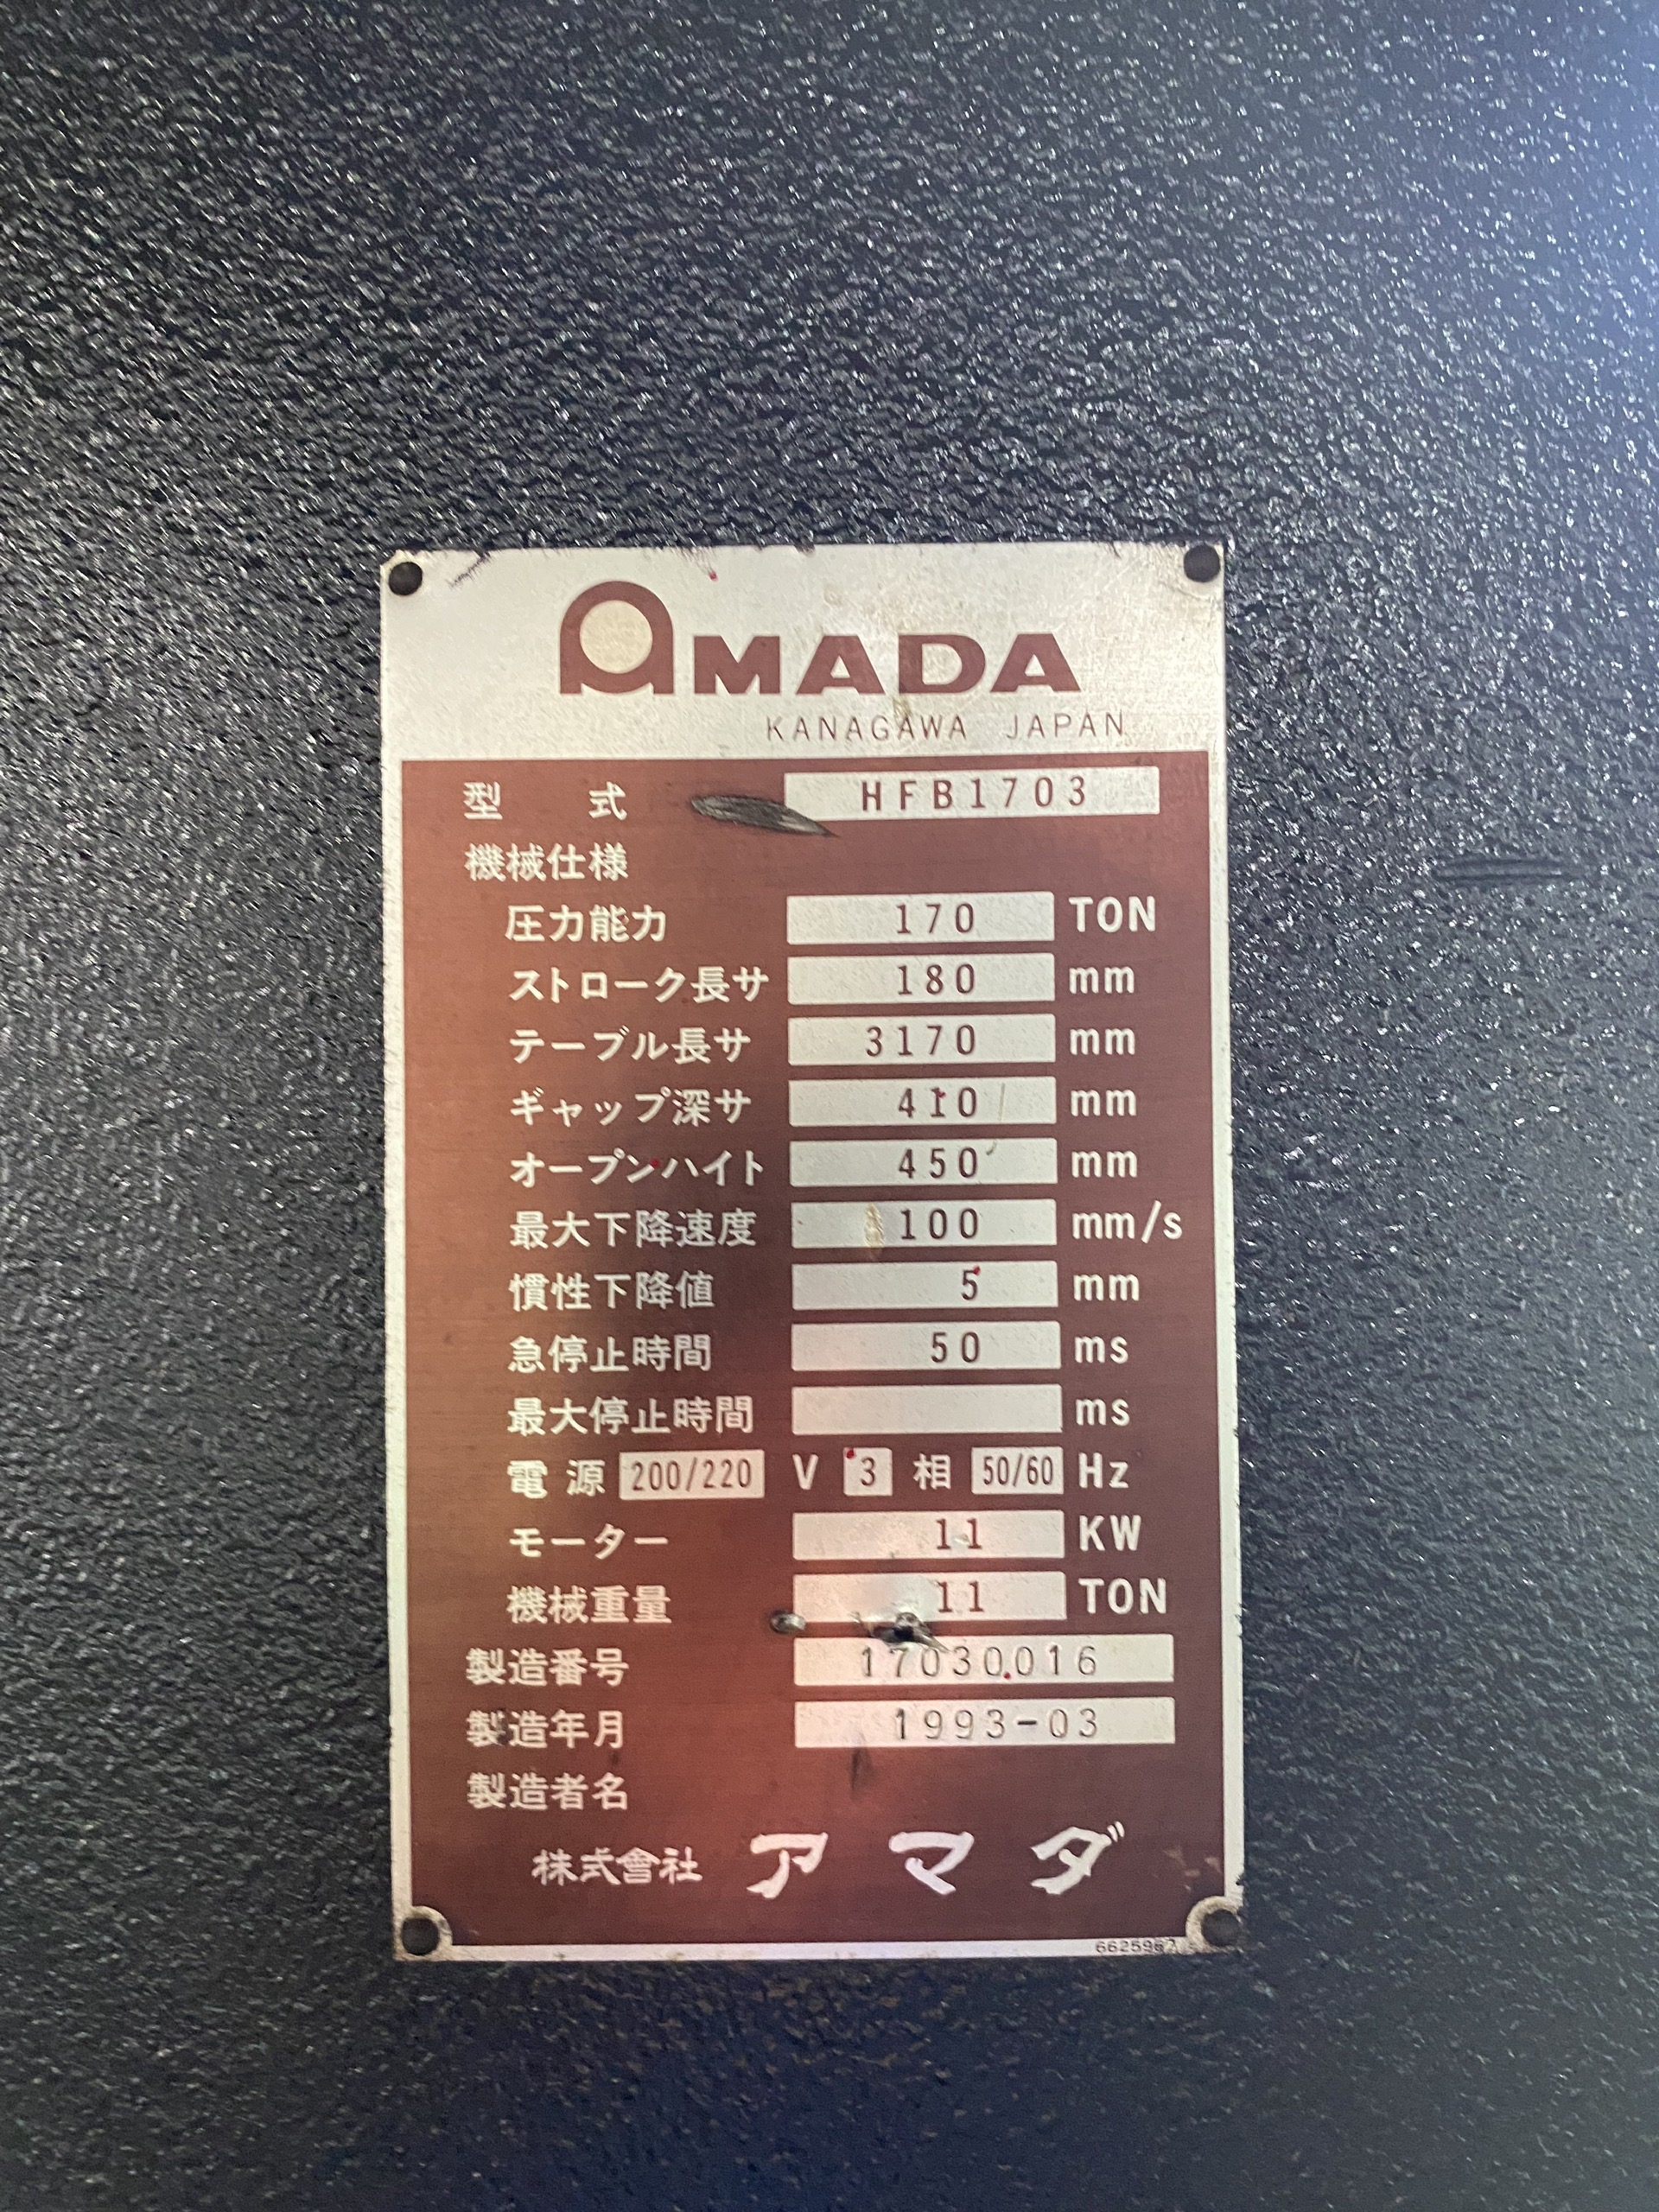 AMADA
KANAGAWA JAPAN
型式 HFB1703
機械仕様
圧力能力 170 TON
ストローク長サ 180 mm
テーブル長サ 3170 mm
ギャップ深サ 410 mm
オープンハイト 450 mm
最大下降速度 100 mm/s
慣性下降値 5 mm
急停止時間 50 ms
最大停止時間 ms
電源 200/220 V 3 相 50/60 Hz
モーター 11 KW
機械重量 11 TON
製造番号 17030016
製造年月 1993-03
製造者名
株式會社 アマダ